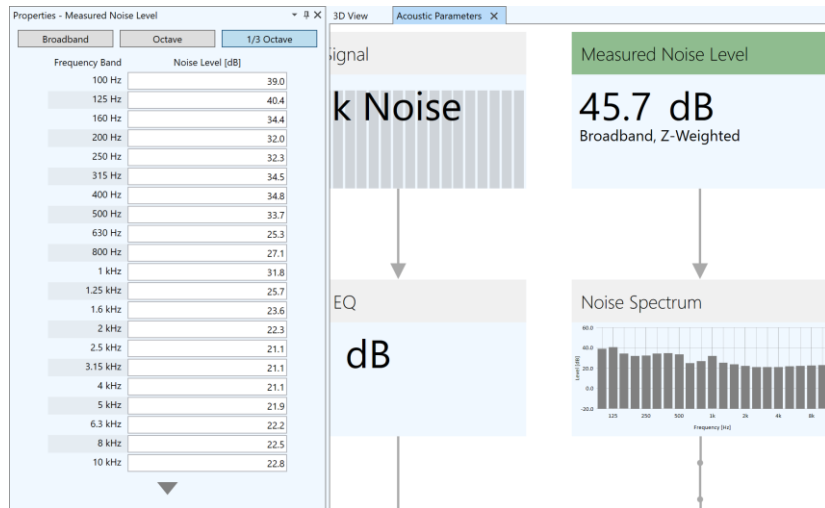 Properties - Measured Noise Level
Broadband Octave 1/3 Octave
Frequency Band Noise Level [dB]
100 Hz 39.0
125 Hz 40.4
160 Hz 34.4
200 Hz 32.0
250 Hz 32.3
315 Hz 34.5
400 Hz 34.8
500 Hz 33.7
630 Hz 25.3
800 Hz 27.1
1 kHz 31.8
1.25 kHz 25.7
1.6 kHz 23.6
2 kHz 22.3
2.5 kHz 21.1
3.15 kHz 21.1
4 kHz 21.1
5 kHz 21.9
6.3 kHz 22.2
8 kHz 22.5
10 kHz 22.8
3D View Acoustic Parameters X
ignal
k Noise
EQ
dB
Measured Noise Level
45.7 dB
Broadband, Z-Weighted
Noise Spectrum
Level [dB]
60.0
40.0
20.0
0.0
-20.0
125 250 500 1k 2k 4k 8k
Frequency [Hz]